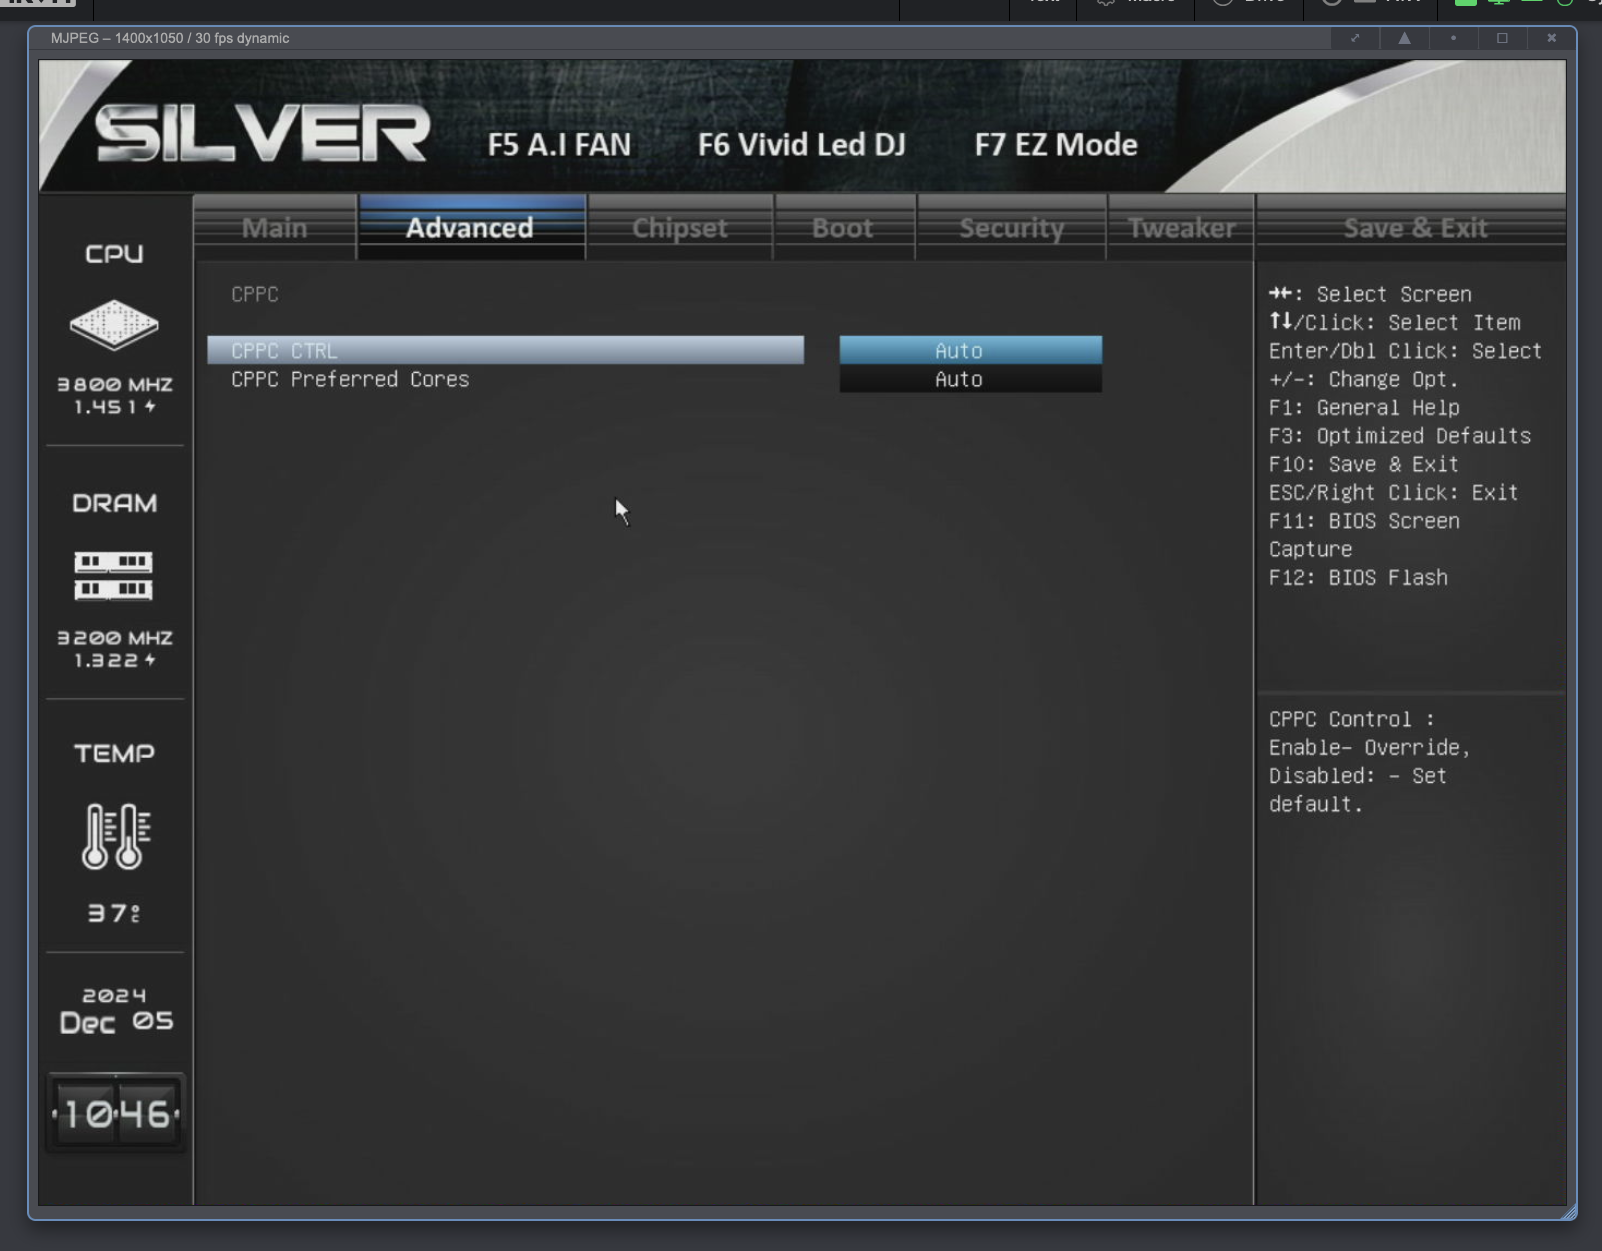 MJPEG – 1400x1050 / 30 fps dynamic
SILVER
F5 A.I FAN
F6 Vivid Led DJ
F7 EZ Mode
Main
Advanced
Chipset
Boot
Security
Tweaker
Save & Exit
CPU
3800 MHZ
1.451
DRAM
3200 MHZ
1.322
TEMP
37°C
2024
Dec 05
10:46
CPPC
CPPC CTRL Auto
CPPC Preferred Cores Auto
→←: Select Screen
↑↓/Click: Select Item
Enter/Dbl Click: Select
+/-: Change Opt.
F1: General Help
F3: Optimized Defaults
F10: Save & Exit
ESC/Right Click: Exit
F11: BIOS Screen
Capture
F12: BIOS Flash
CPPC Control :
Enable- Override,
Disabled: - Set
default.